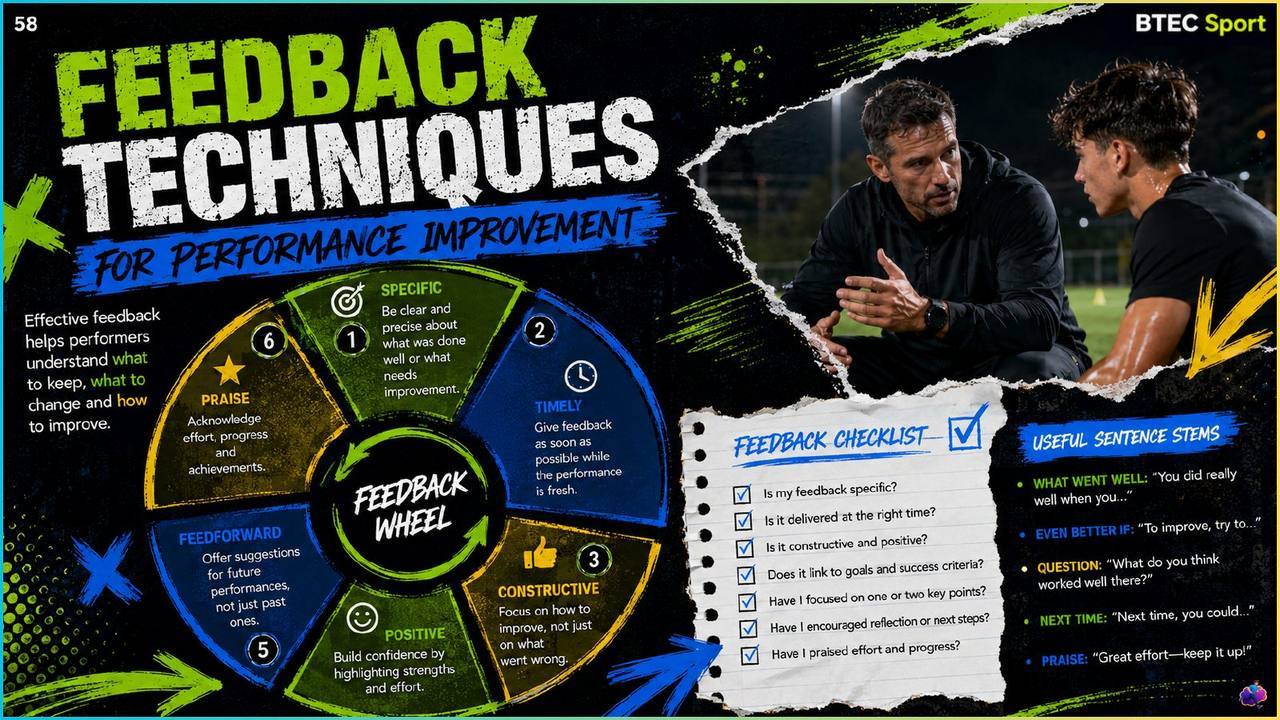 58
BTEC Sport
FEEDBACK
TECHNIQUES
FOR PERFORMANCE IMPROVEMENT
Effective feedback
helps performers
understand what
to keep, what to
change and how
to improve.
FEEDBACK
WHEEL
1
SPECIFIC
Be clear and
precise about
what was done
well or what
needs
improvement.
2
TIMELY
Give feedback
as soon as
possible while
the performance
is fresh.
3
CONSTRUCTIVE
Focus on how to
improve, not just
on what
went wrong.
POSITIVE
Build confidence by
highlighting strengths
and effort.
FEEDFORWARD
Offer suggestions
for future
performances,
not just past
ones.
5
6
PRAISE
Acknowledge
effort, progress
and
achievements.
FEEDBACK CHECKLIST
Is my feedback specific?
Is it delivered at the right time?
Is it constructive and positive?
Does it link to goals and success criteria?
Have I focused on one or two key points?
Have I encouraged reflection or next steps?
Have I praised effort and progress?
USEFUL SENTENCE STEMS
• WHAT WENT WELL: "You did really
well when you..."
• EVEN BETTER IF: "To improve, try to..."
• QUESTION: "What do you think
worked well there?"
• NEXT TIME: "Next time, you could..."
• PRAISE: "Great effort—keep it up!"